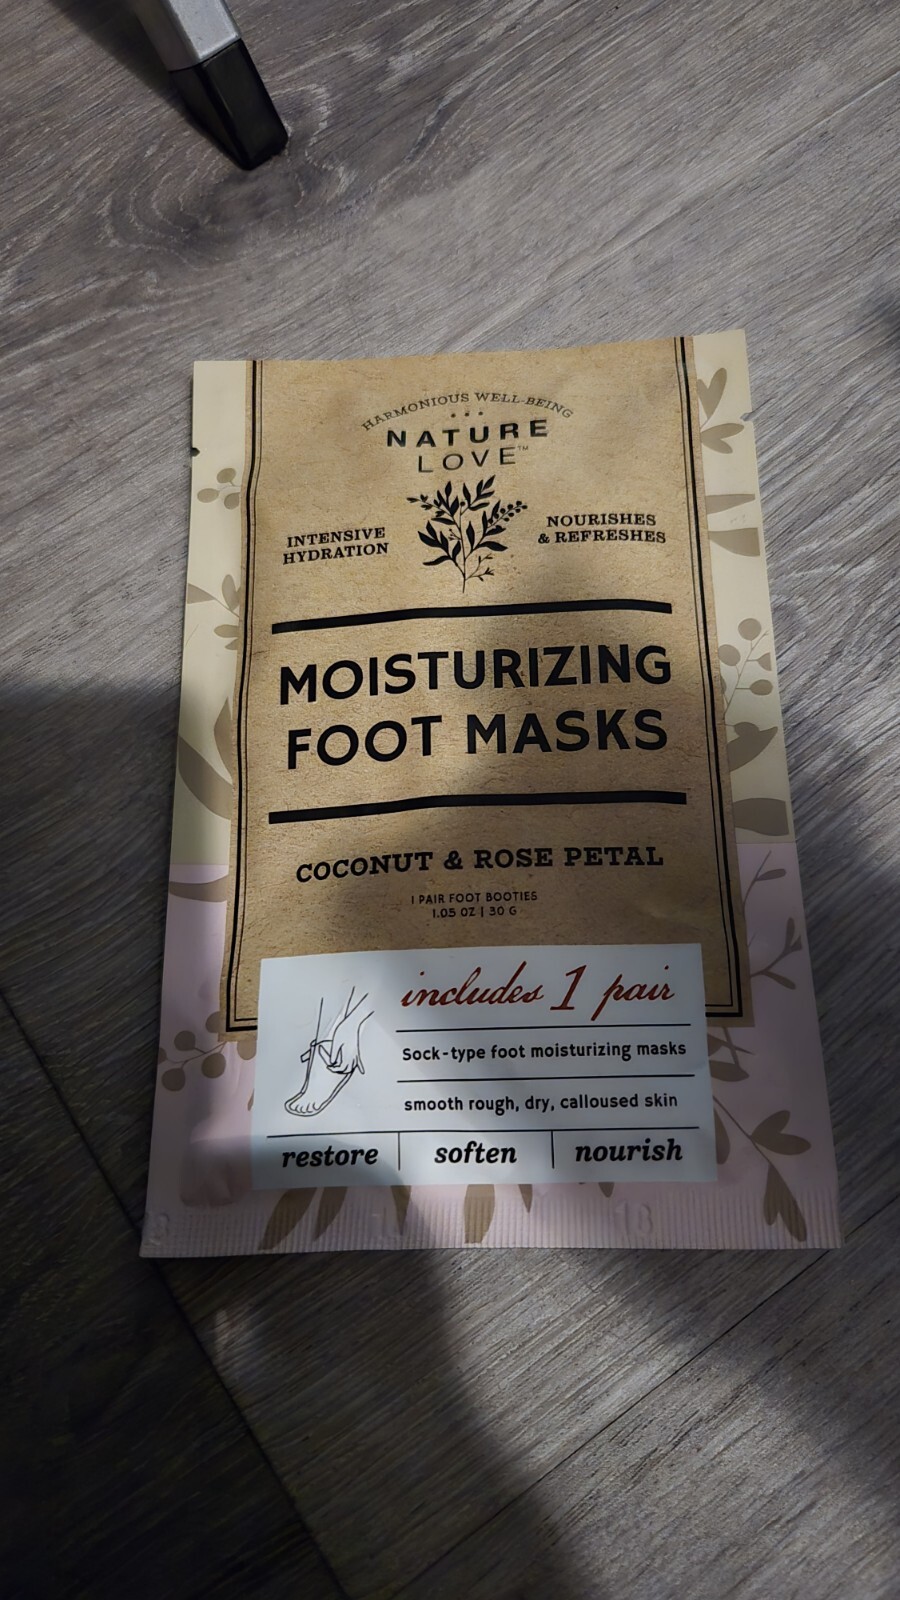 HARMONIOUS WELL-BEING
NATURE
LOVE™
INTENSIVE
HYDRATION
NOURISHES
& REFRESHES
MOISTURIZING
FOOT MASKS
COCONUT & ROSE PETAL
1 PAIR FOOT BOOTIES
1.05 OZ | 30 G
includes 1 pair
Sock-type foot moisturizing masks
smooth rough, dry, calloused skin
restore
soften
nourish